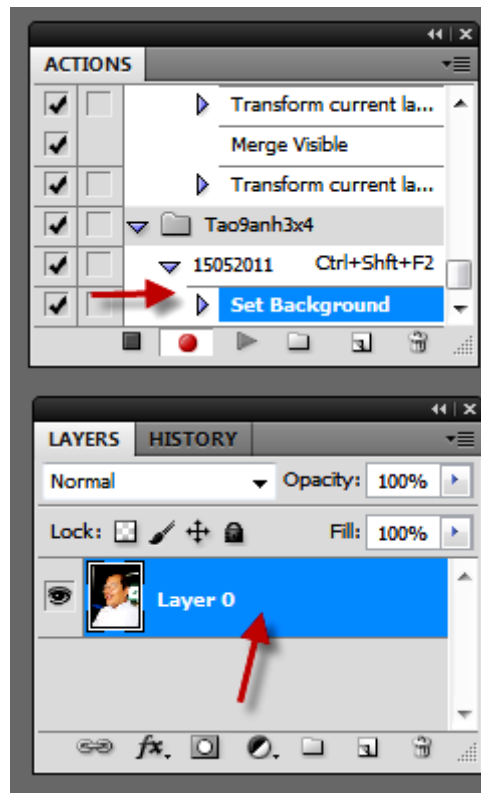 ACTIONS
Transform current la...
Merge Visible
Transform current la...
Tao9anh3x4
15052011 Ctrl+Shft+F2
Set Background
LAYERS HISTORY
Normal Opacity: 100%
Lock: Fill: 100%
Layer 0
fx.